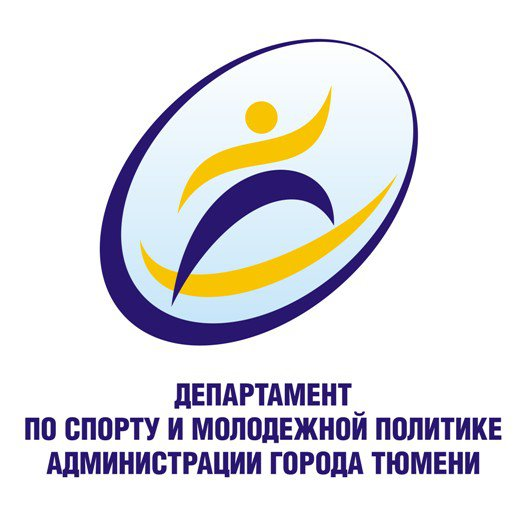 ДЕПАРТАМЕНТ
ПО СПОРТУ И МОЛОДЕЖНОЙ ПОЛИТИКЕ
АДМИНИСТРАЦИИ ГОРОДА ТЮМЕНИ